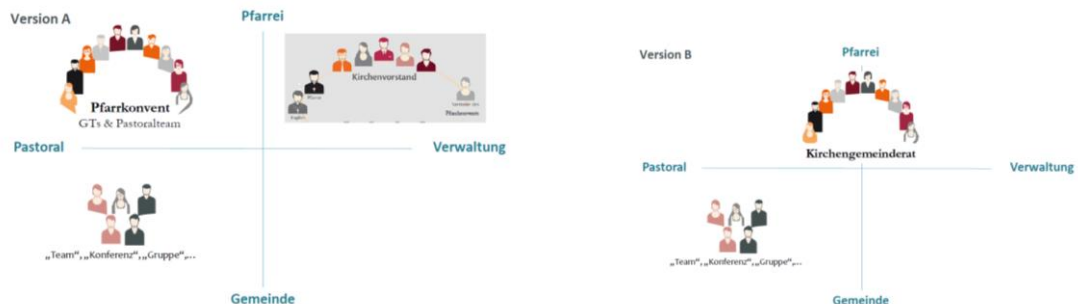 Version A
Pfarrei
Pfarrkonvent
GTs & Pastoralteam
Kirchenvorstand
Pastoral
Verwaltung
„Team“, „Konferenz“, „Gruppe“,...
Gemeinde
Version B
Pfarrei
Kirchengemeinderat
Pastoral
Verwaltung
„Team“, „Konferenz“, „Gruppe“,...
Gemeinde